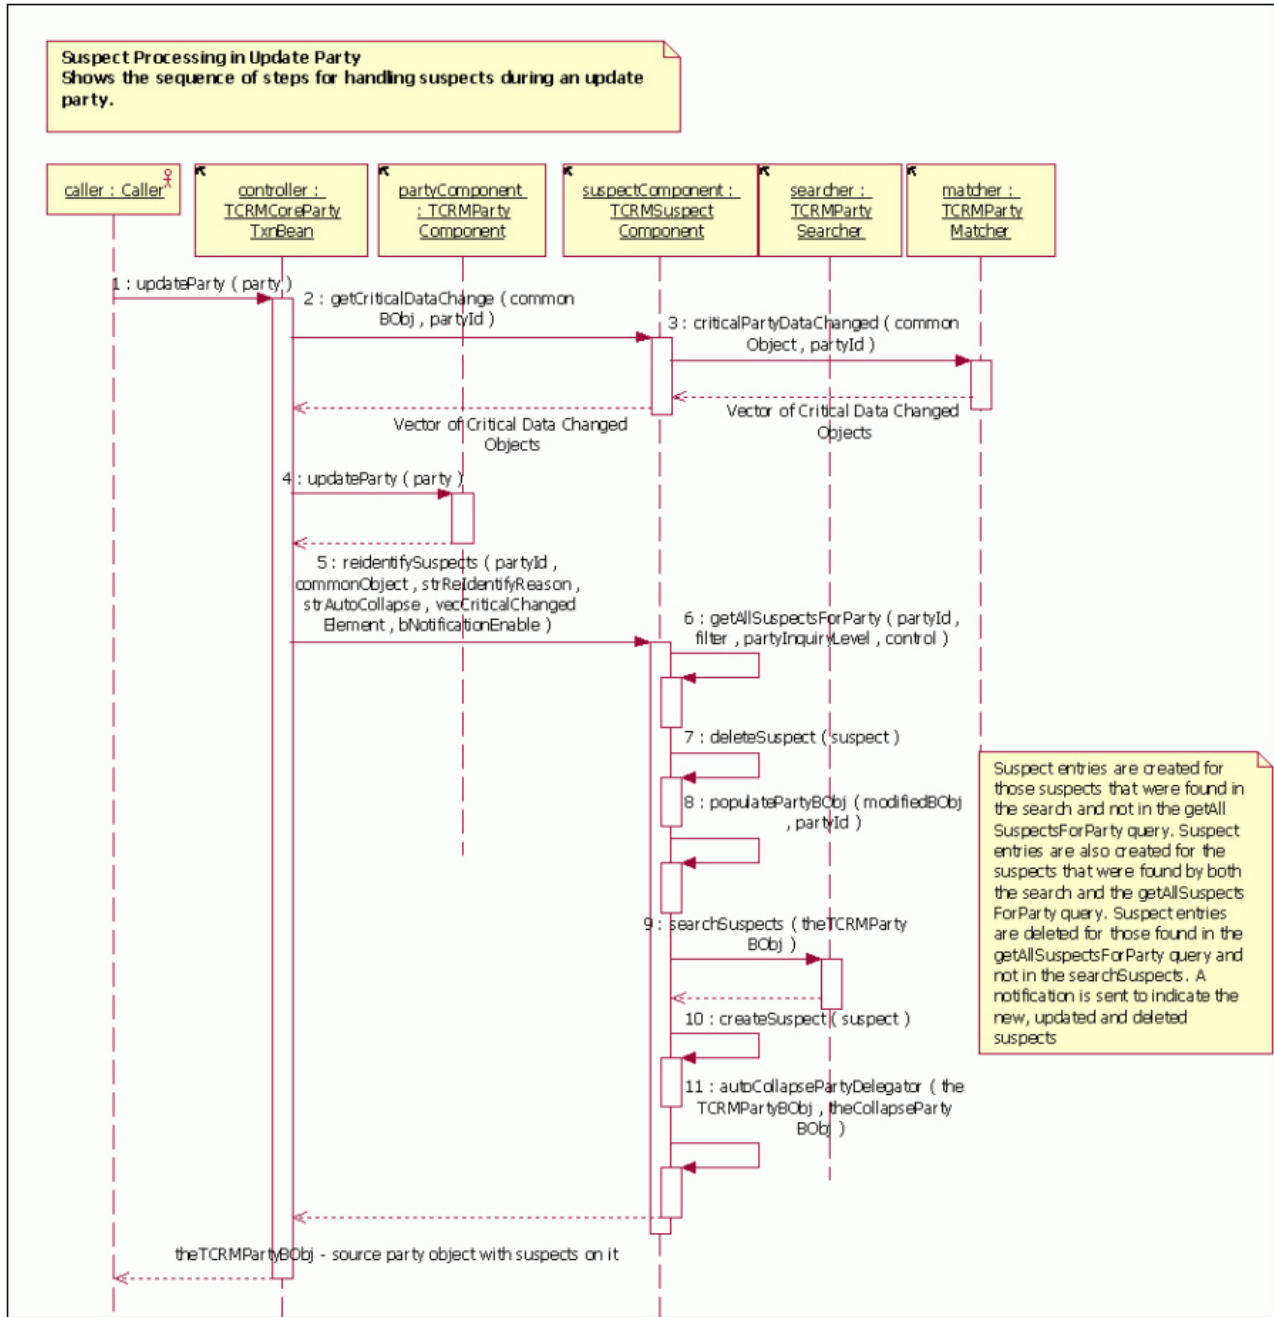 Suspect Processing in Update Party
Shows the sequence of steps for handling suspects during an update
party.
caller : Caller
controller :
TCRMCoreParty
TxnBean
partyComponent
: TCRMParty
Component
suspectComponent :
TCRMSuspect
Component
searcher :
TCRMParty
Searcher
matcher :
TCRMParty
Matcher
1 : updateParty ( party )
2 : getCriticalDataChange ( common
BObj , partyId )
3 : criticalPartyDataChanged ( common
Object , partyId )
Vector of Critical Data Changed
Objects
Vector of Critical Data Changed
Objects
4 : updateParty ( party )
5 : reidentifySuspects ( partyId ,
commonObject , strReIdentifyReason ,
strAutoCollapse , vecCriticalChanged
Element , bNotificationEnable )
6 : getAllSuspectsForParty ( partyId ,
filter , partyInquiryLevel , control )
7 : deleteSuspect ( suspect )
8 : populatePartyBObj ( modifiedBObj
, partyId )
9 : searchSuspects ( theTCRMParty
BObj )
10 : createSuspect ( suspect )
11 : autoCollapsePartyDelegator ( the
TCRMPartyBObj , theCollapseParty
BObj )
Suspect entries are created for
those suspects that were found in
the search and not in the getAll
SuspectsForParty query. Suspect
entries are also created for the
suspects that were found by both
the search and the getAllSuspects
ForParty query. Suspect entries
are deleted for those found in the
getAllSuspectsForParty query and
not in the searchSuspects. A
notification is sent to indicate the
new, updated and deleted
suspects
theTCRMPartyBObj - source party object with suspects on it